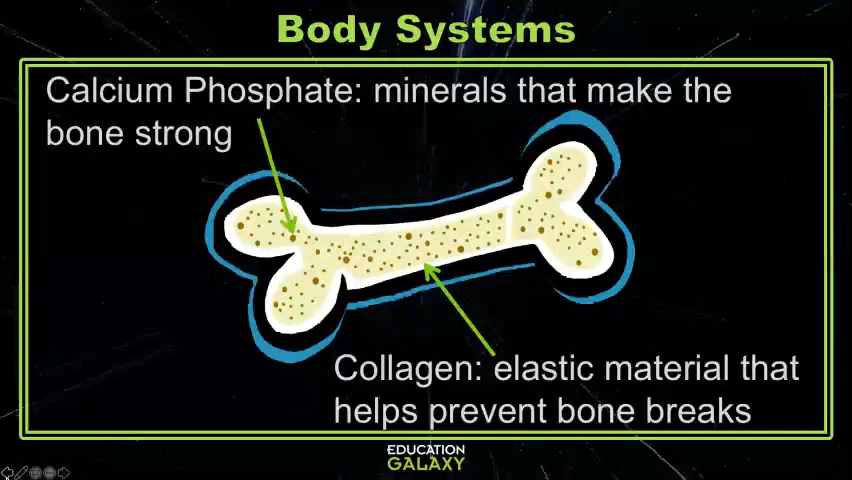 Body Systems
Calcium Phosphate: minerals that make the
bone strong
Collagen: elastic material that
helps prevent bone breaks
EDUCATION
GALAXY